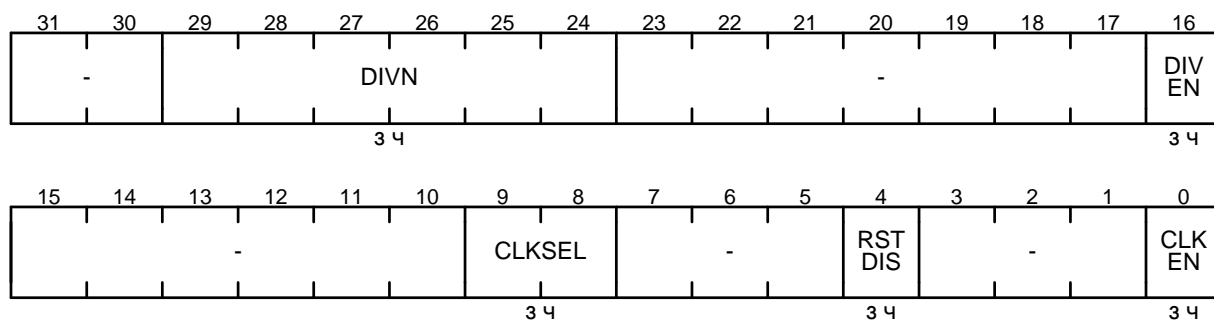 31 30 29 28 27 26 25 24 23 22 21 20 19 18 17 16
- DIVN - DIV EN
З Ч З Ч
15 14 13 12 11 10 9 8 7 6 5 4 3 2 1 0
- CLKSEL - RST DIS - CLK EN
З Ч З Ч З Ч